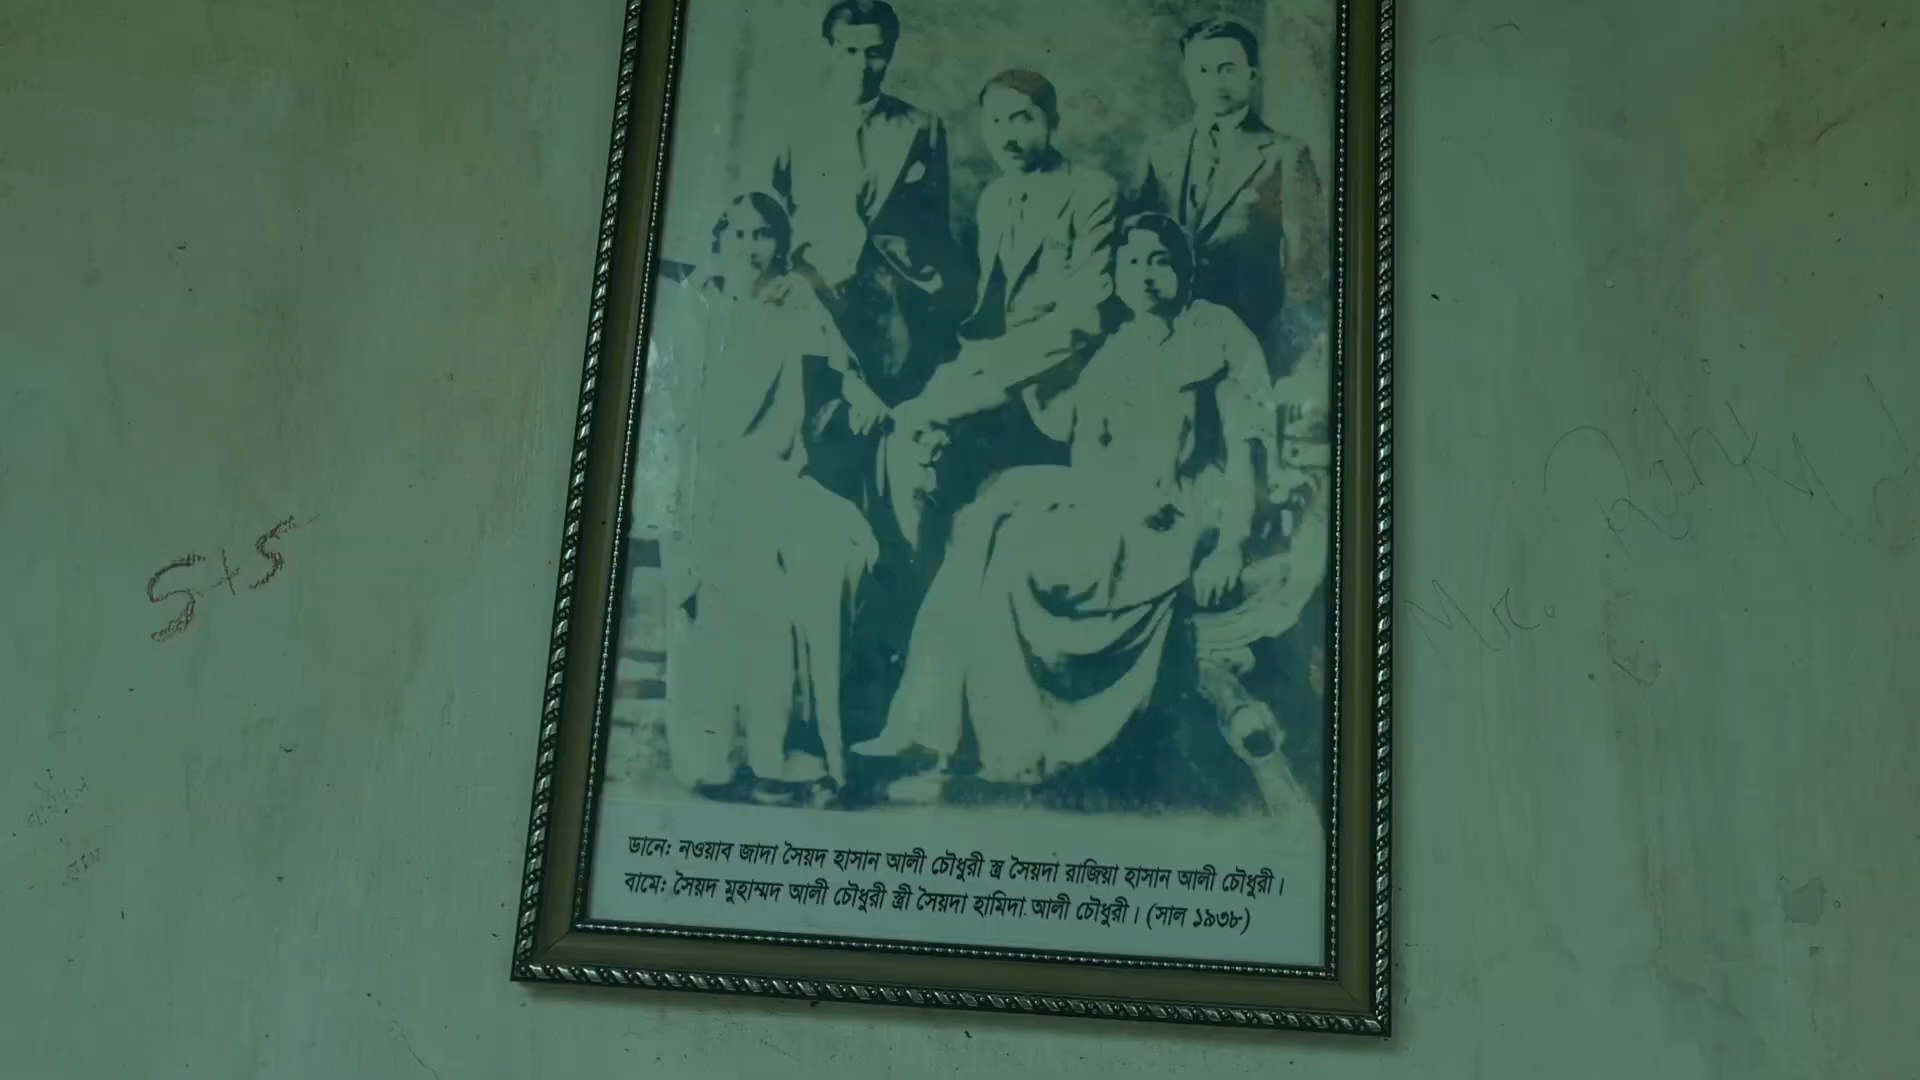 ডানে: নওয়াব জাদা সৈয়দ হাসান আলী চৌধুরী স্ত্র সৈয়দা রাজিয়া হাসান আলী চৌধুরী।
বামে: সৈয়দ মুহাম্মদ আলী চৌধুরী স্ত্রী সৈয়দা হামিদা আলী চৌধুরী। (সাল ১৯৩৮)
S+S
Mr.